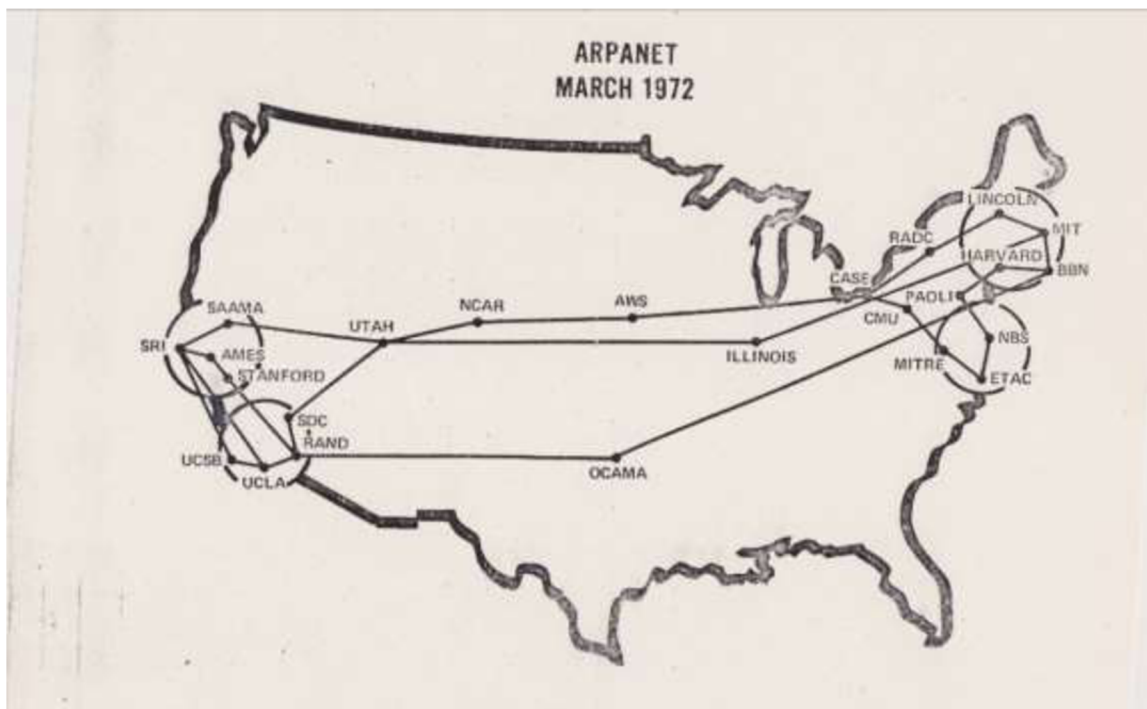 ARPANET
MARCH 1972
LINCOLN
MIT
RADC
HARVARD
BBN
CASE
PAOLI
SAAMA
NCAR
AWS
CMU
UTAH
SRI
AMES
ILLINOIS
NBS
MITRE
STANFORD
ETAC
SDC
RAND
UCSB
OCAMA
UCLA